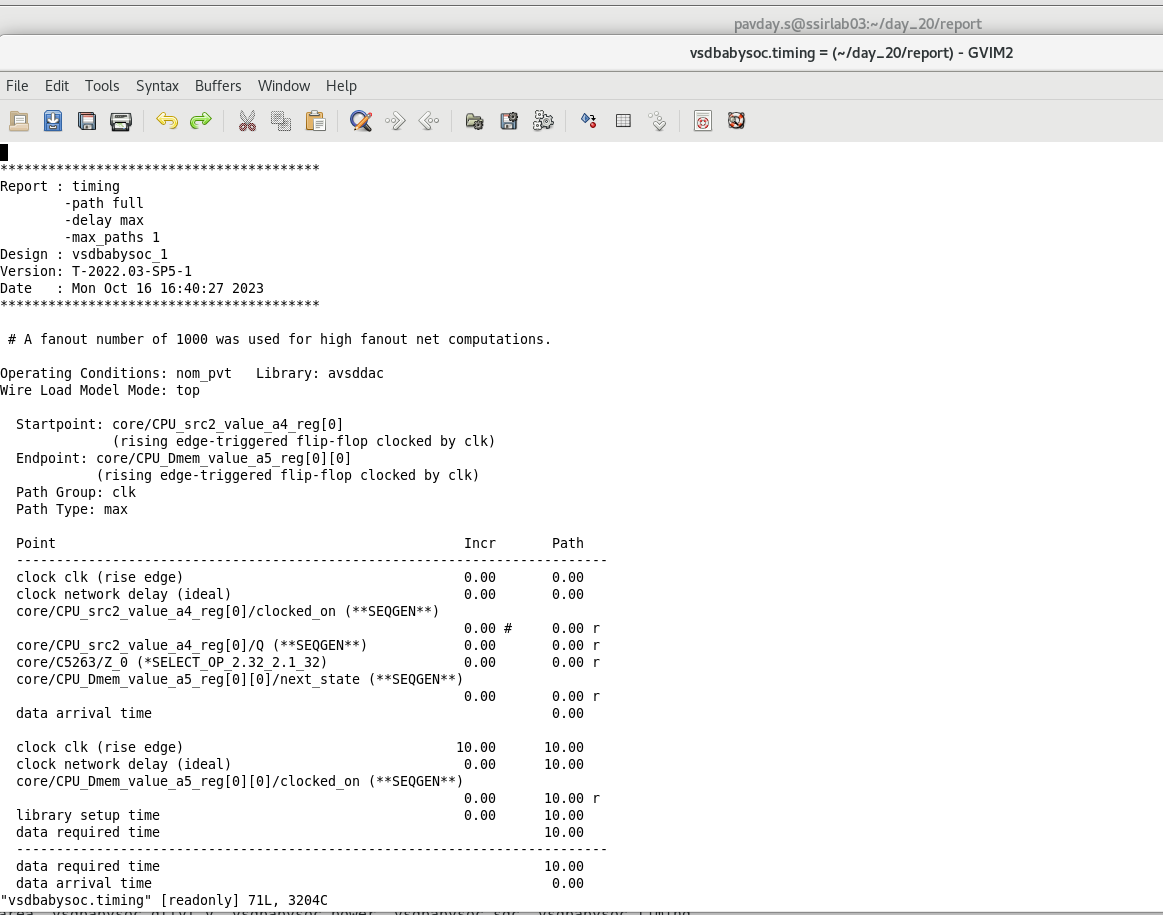 pavday.s@ssirlab03:~/day_20/report
vsdbabysoc.timing = (~/day_20/report) - GVIM2
File Edit Tools Syntax Buffers Window Help
****************************************
Report : timing
        -path full
        -delay max
        -max_paths 1
Design : vsdbabysoc_1
Version: T-2022.03-SP5-1
Date   : Mon Oct 16 16:40:27 2023
****************************************
 # A fanout number of 1000 was used for high fanout net computations.
Operating Conditions: nom_pvt   Library: avsddac
Wire Load Model Mode: top
  Startpoint: core/CPU_src2_value_a4_reg[0]
              (rising edge-triggered flip-flop clocked by clk)
  Endpoint: core/CPU_Dmem_value_a5_reg[0][0]
            (rising edge-triggered flip-flop clocked by clk)
  Path Group: clk
  Path Type: max
  Point                                                   Incr       Path
  --------------------------------------------------------------------------
  clock clk (rise edge)                                   0.00       0.00
  clock network delay (ideal)                             0.00       0.00
  core/CPU_src2_value_a4_reg[0]/clocked_on (**SEQGEN**)
                                                          0.00 #     0.00 r
  core/CPU_src2_value_a4_reg[0]/Q (**SEQGEN**)            0.00       0.00 r
  core/C5263/Z_0 (*SELECT_OP_2.32_2.1_32)                 0.00       0.00 r
  core/CPU_Dmem_value_a5_reg[0][0]/next_state (**SEQGEN**)
                                                          0.00       0.00 r
  data arrival time                                                  0.00
  clock clk (rise edge)                                  10.00      10.00
  clock network delay (ideal)                             0.00      10.00
  core/CPU_Dmem_value_a5_reg[0][0]/clocked_on (**SEQGEN**)
                                                          0.00      10.00 r
  library setup time                                      0.00      10.00
  data required time                                                10.00
  --------------------------------------------------------------------------
  data required time                                                10.00
  data arrival time                                                  0.00
"vsdbabysoc.timing" [readonly] 71L, 3204C